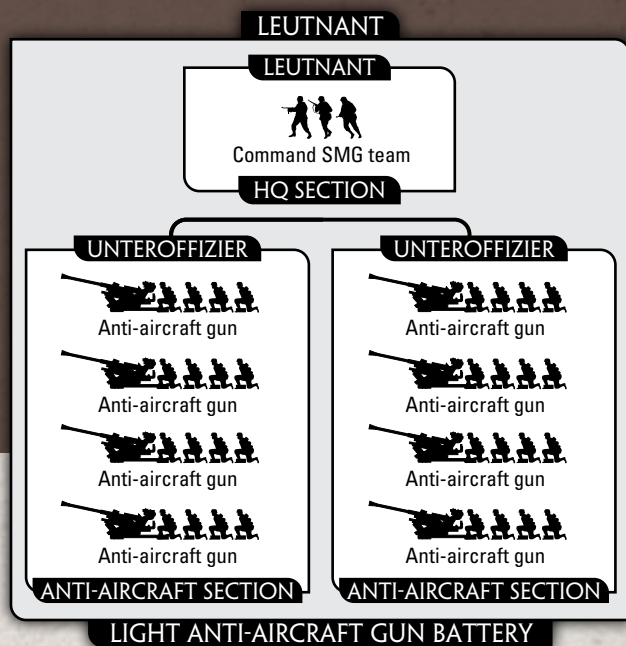 LEUTNANT
LEUTNANT
Command SMG team
HQ SECTION
UNTEROFFIZIER
Anti-aircraft gun
Anti-aircraft gun
Anti-aircraft gun
Anti-aircraft gun
ANTI-AIRCRAFT SECTION
UNTEROFFIZIER
Anti-aircraft gun
Anti-aircraft gun
Anti-aircraft gun
Anti-aircraft gun
ANTI-AIRCRAFT SECTION
LIGHT ANTI-AIRCRAFT GUN BATTERY